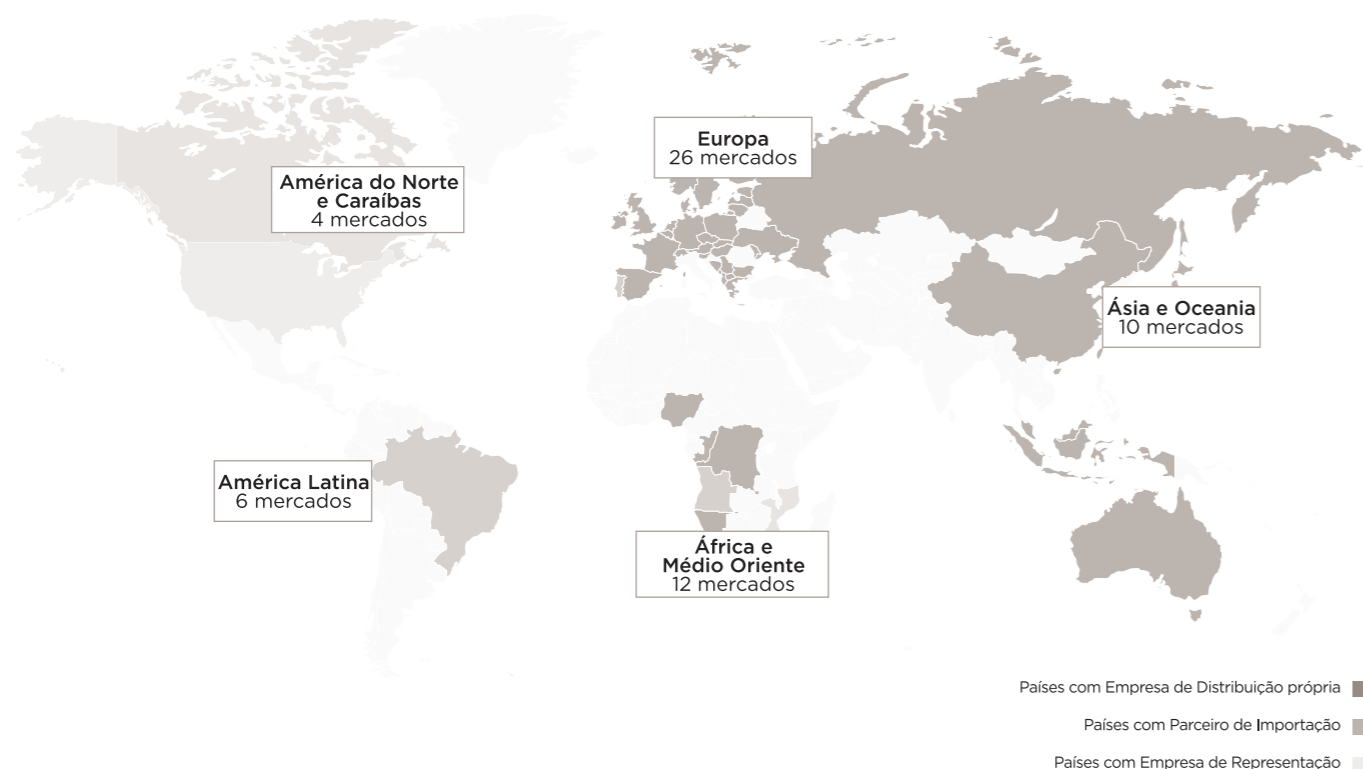 Europa
26 mercados
América do Norte
e Caraíbas
4 mercados
Ásia e Oceania
10 mercados
América Latina
6 mercados
África e
Médio Oriente
12 mercados
Países com Empresa de Distribuição própria
Países com Parceiro de Importação
Países com Empresa de Representação